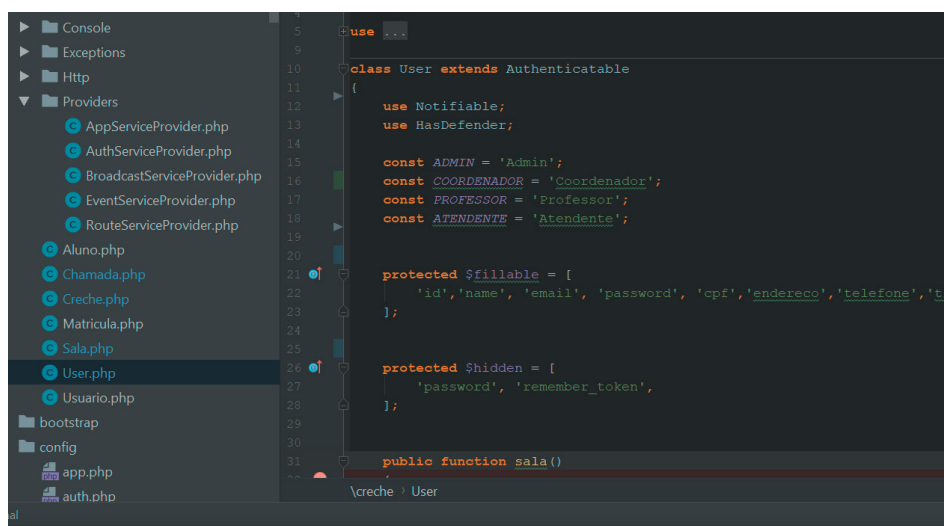 Console
Exceptions
Http
Providers
AppServiceProvider.php
AuthServiceProvider.php
BroadcastServiceProvider.php
EventServiceProvider.php
RouteServiceProvider.php
Aluno.php
Chamada.php
Creche.php
Matricula.php
Sala.php
User.php
Usuario.php
bootstrap
config
app.php
auth.php
5 use ...
9
10 class User extends Authenticatable
11 {
12 use Notifiable;
13 use HasDefender;
14
15 const ADMIN = 'Admin';
16 const COORDENADOR = 'Coordenador';
17 const PROFESSOR = 'Professor';
18 const ATENDENTE = 'Atendente';
19
20
21 protected $fillable = [
22 'id','name', 'email', 'password', 'cpf','endereco','telefone','t
23 ];
24
25
26 protected $hidden = [
27 'password', 'remember_token',
28 ];
29
30
31 public function sala()
\creche › User